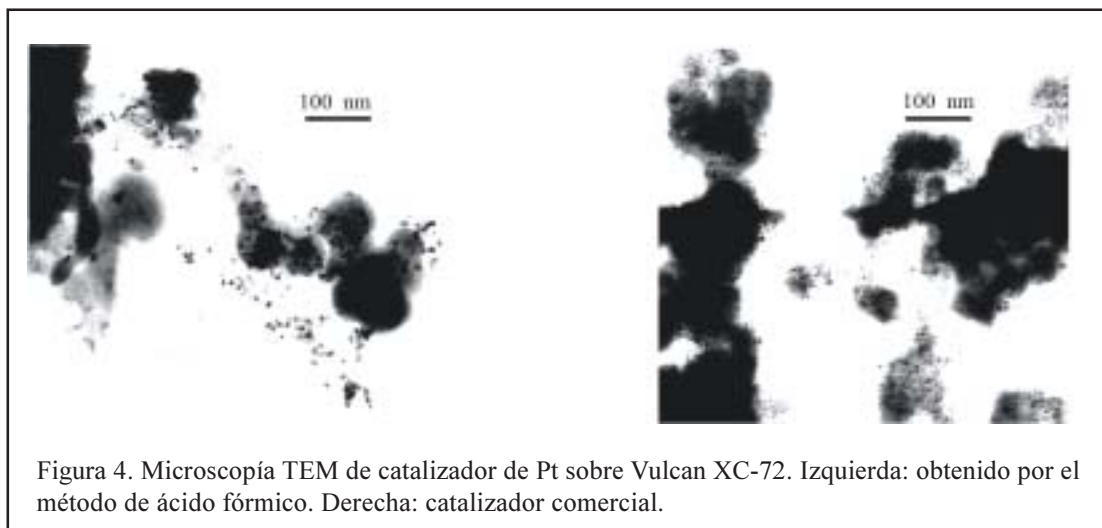 100 nm
100 nm
Figura 4. Microscopía TEM de catalizador de Pt sobre Vulcan XC-72. Izquierda: obtenido por el
método de ácido fórmico. Derecha: catalizador comercial.